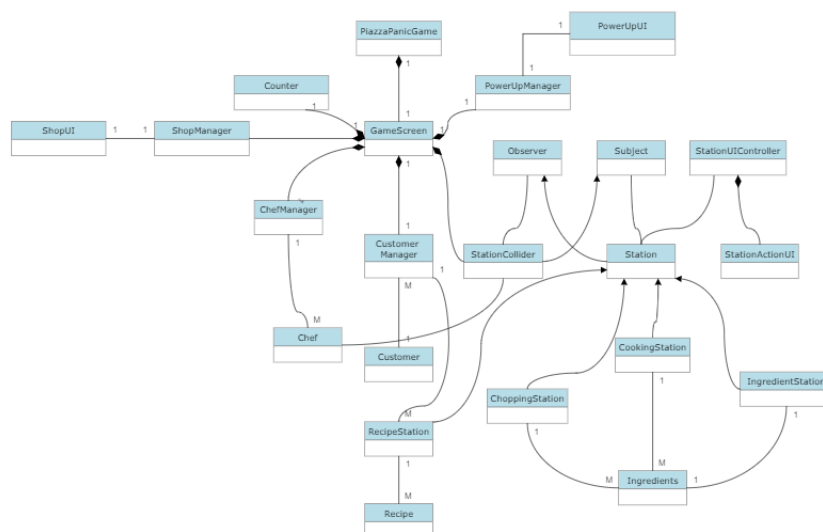 PiazzaPanicGame
1
1
PowerUpUI
1
1
PowerUpManager
1
1
Counter
1
ShopUI
1
1
ShopManager
1
GameScreen
1
Observer
Subject
StationUIController
ChefManager
1
Customer
Manager
1
M
StationCollider
Station
StationActionUI
M
Chef
1
Customer
CookingStation
1
IngredientStation
1
ChoppingStation
1
M
RecipeStation
1
M
Recipe
M
M
1
Ingredients